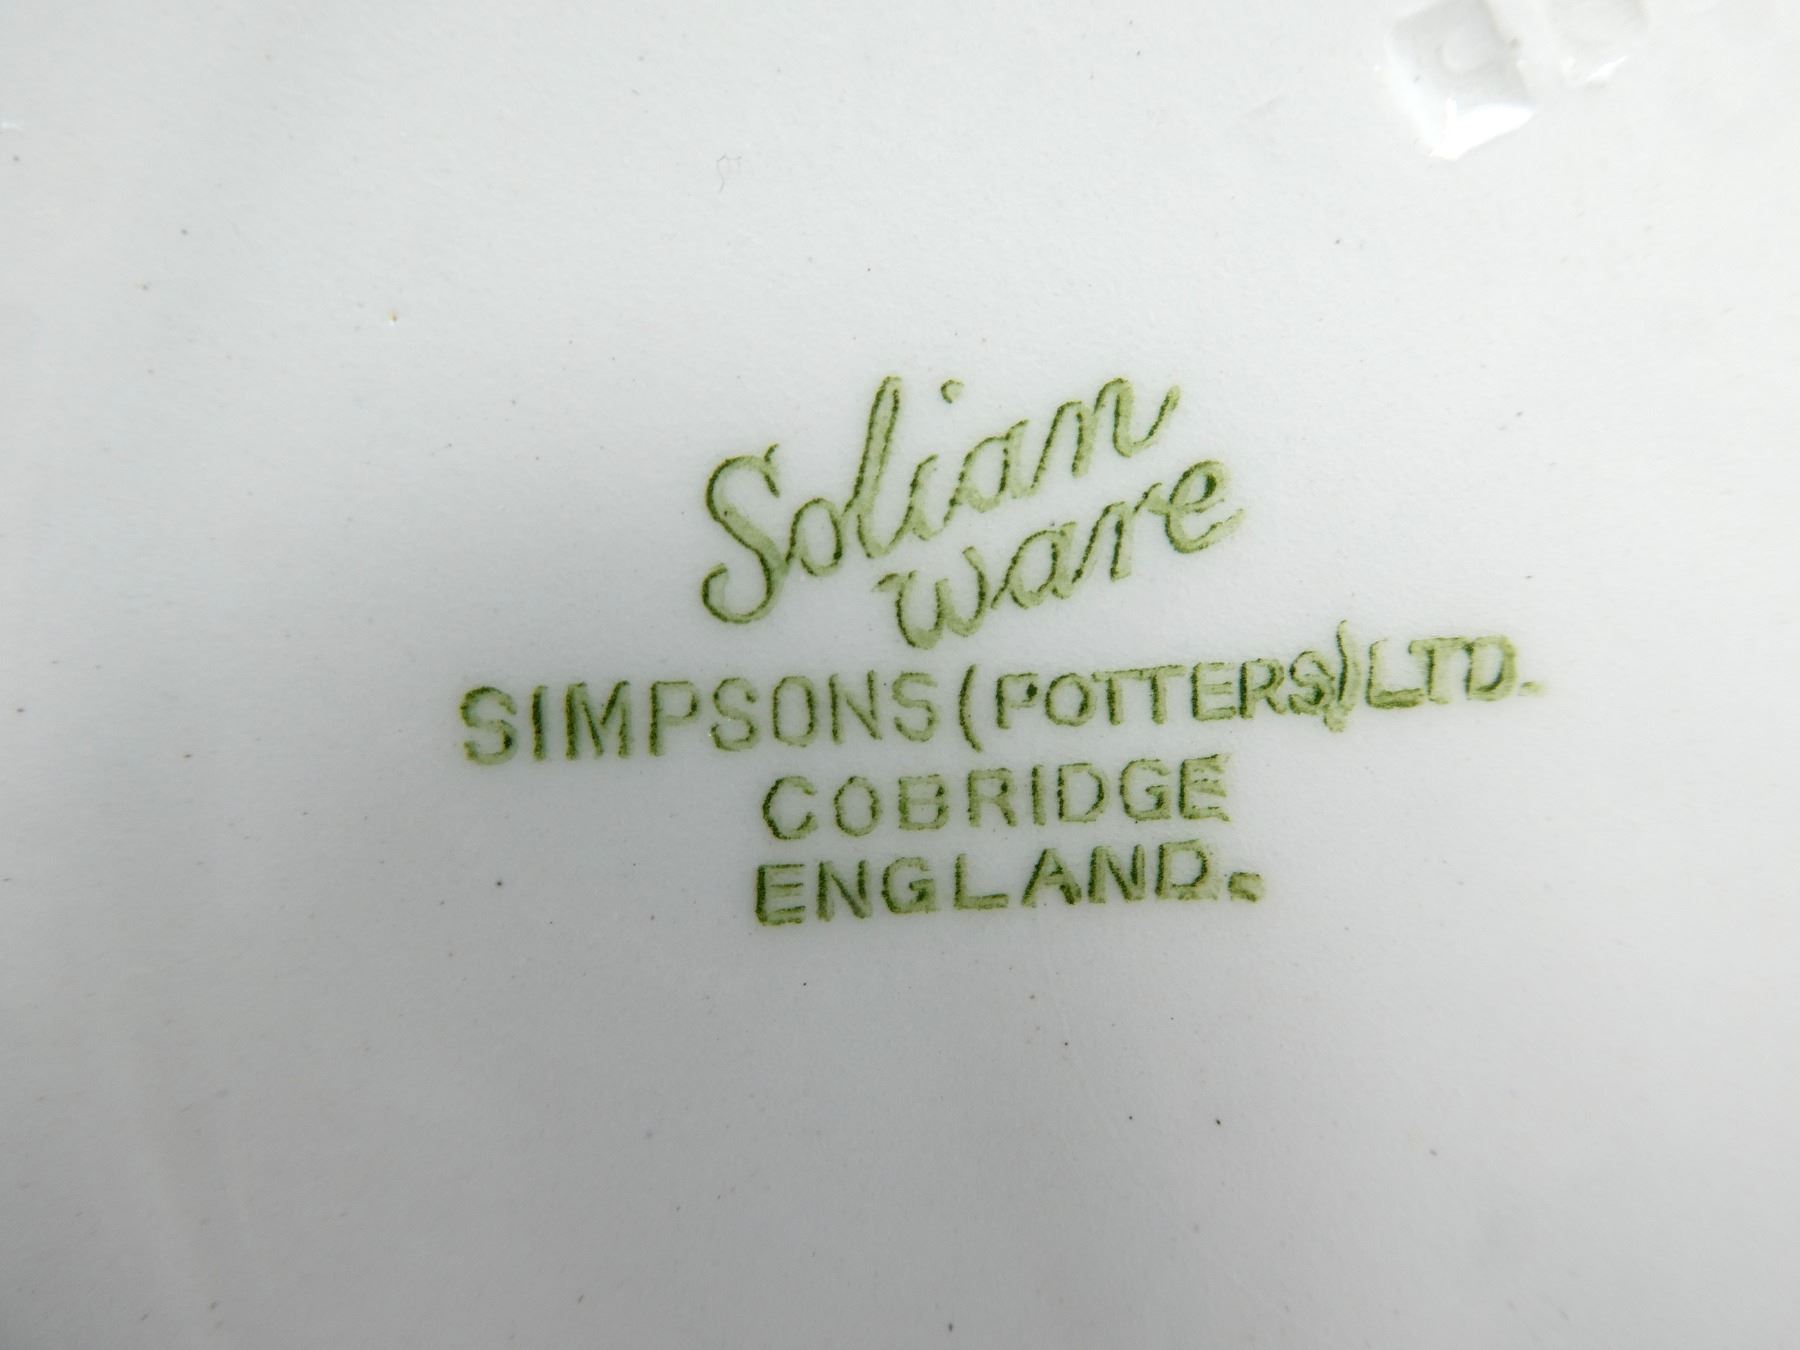 Solian
ware
SIMPSONS (POTTERS) LTD.
COBRIDGE
ENGLAND.